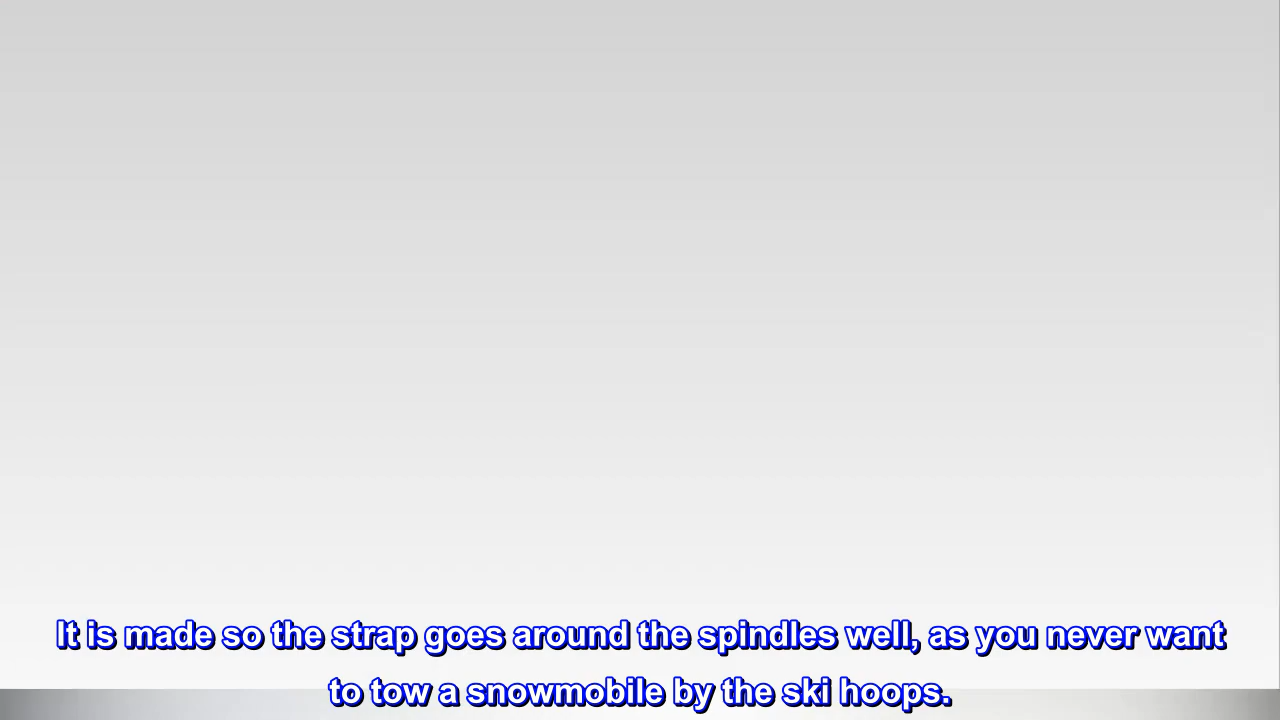 It is made so the strap goes around the spindles well, as you never want
to tow a snowmobile by the ski hoops.